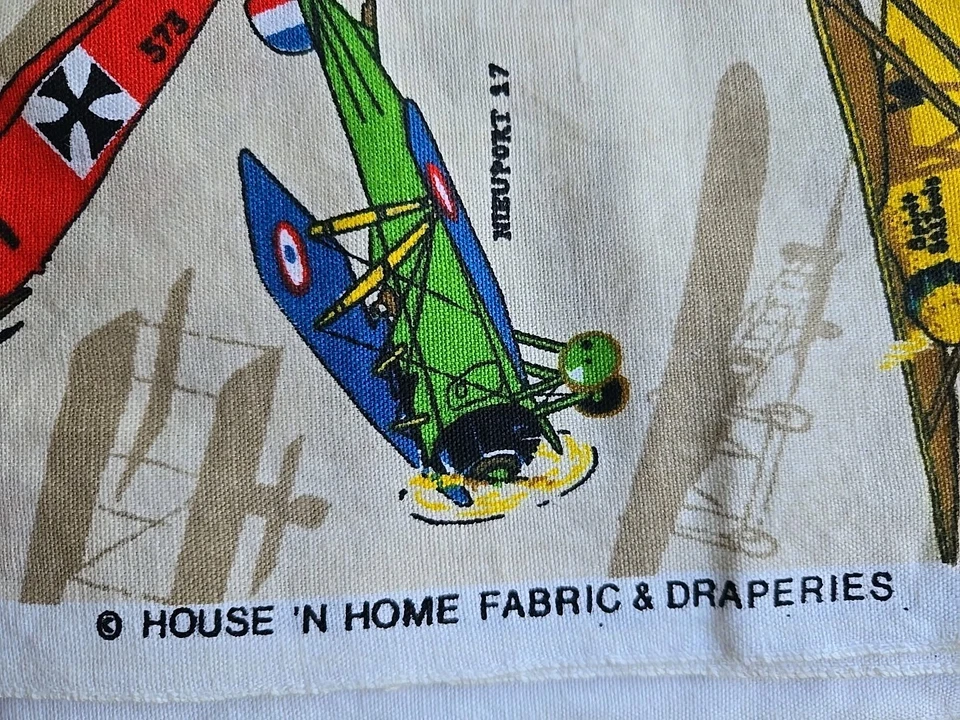 573
NIEUPORT 17
© HOUSE 'N HOME FABRIC & DRAPERIES